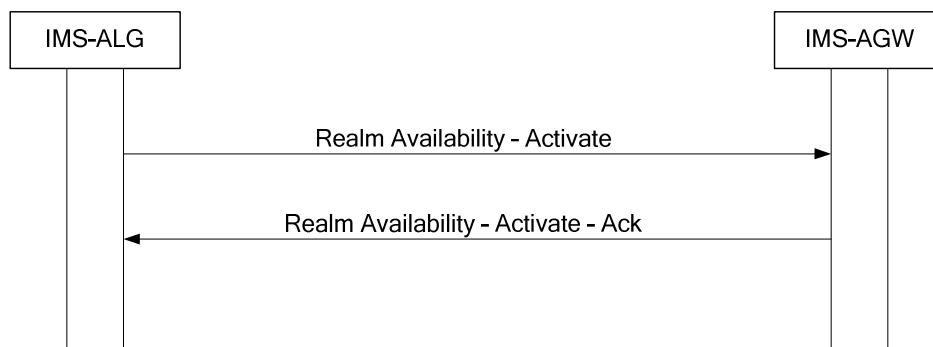 IMS-ALG
IMS-AGW
Realm Availability - Activate
Realm Availability - Activate - Ack